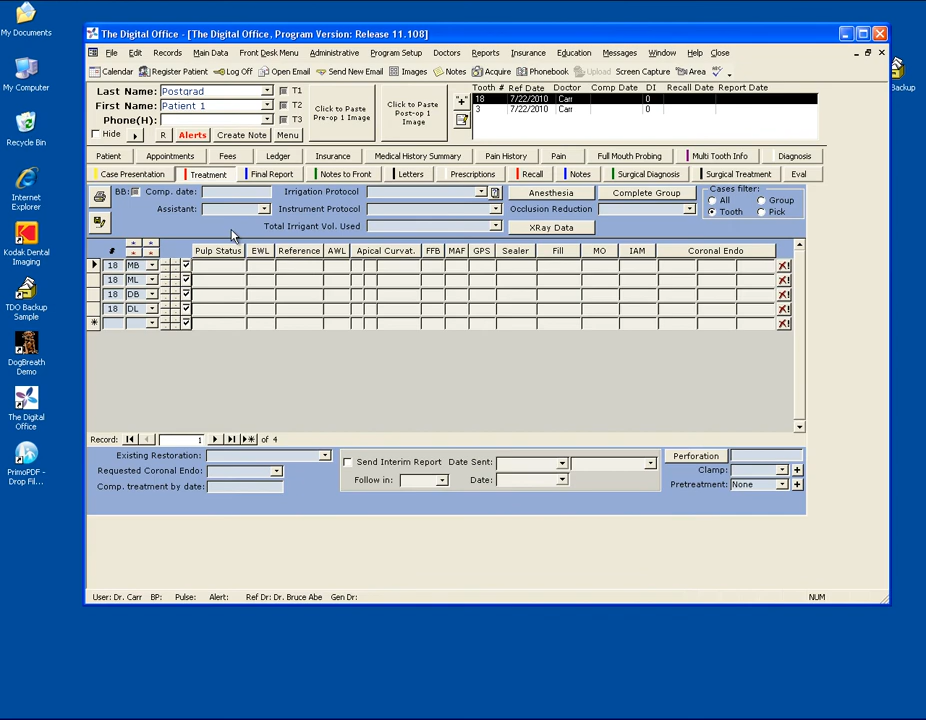 The Digital Office - [The Digital Office, Program Version: Release 11.108]
File Edit Records Main Data Front Desk Menu Administrative Program Setup Doctors Reports Insurance Education Messages Window Help Close
Calendar Register Patient Log Off Open Email Send New Email Images Notes Acquire Phonebook Upload Screen Capture Area
Last Name: Postgrad T1
First Name: Patient 1 T2
Phone(H): T3
Hide R Alerts Create Note Menu
Click to Paste
Pre-op 1 Image
Click to Paste
Post-op 1
Image
Tooth # Ref Date Doctor Comp Date DI Recall Date Report Date
18 7/22/2010 Carr 0
3 7/22/2010 Carr 0
Patient Appointments Fees Ledger Insurance Medical History Summary Pain History Pain Full Mouth Probing Multi Tooth Info Diagnosis
Case Presentation Treatment Final Report Notes to Front Letters Prescriptions Recall Notes Surgical Diagnosis Surgical Treatment Eval
BB: Comp. date: Irrigation Protocol Anesthesia Complete Group
Assistant: Instrument Protocol Occlusion Reduction
Total Irrigant Vol. Used XRay Data
Cases filter:
All Group
Tooth Pick
# Pulp Status EWL Reference AWL Apical Curvat. FFB MAF GPS Sealer Fill MO IAM Coronal Endo
18 MB
18 ML
18 DB
18 DL
Record: 1 of 4
Existing Restoration:
Requested Coronal Endo:
Comp. treatment by date:
Send Interim Report Date Sent:
Follow in: Date:
Perforation
Clamp:
Pretreatment: None
User: Dr. Carr BP: Pulse: Alert: Ref Dr: Dr. Bruce Abe Gen Dr: NUM
My Documents
My Computer
Recycle Bin
Internet
Explorer
Kodak Dental
Imaging
TDO Backup
Sample
DogBreath
Demo
The Digital
Office
PrimoPDF -
Drop Fil...
Backup